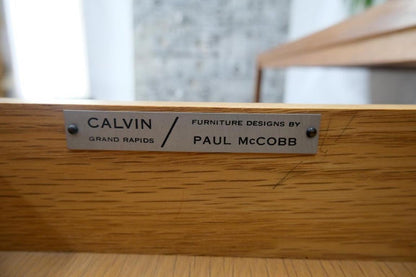 CALVIN
GRAND RAPIDS
/
FURNITURE DESIGNS BY
PAUL McCOBB